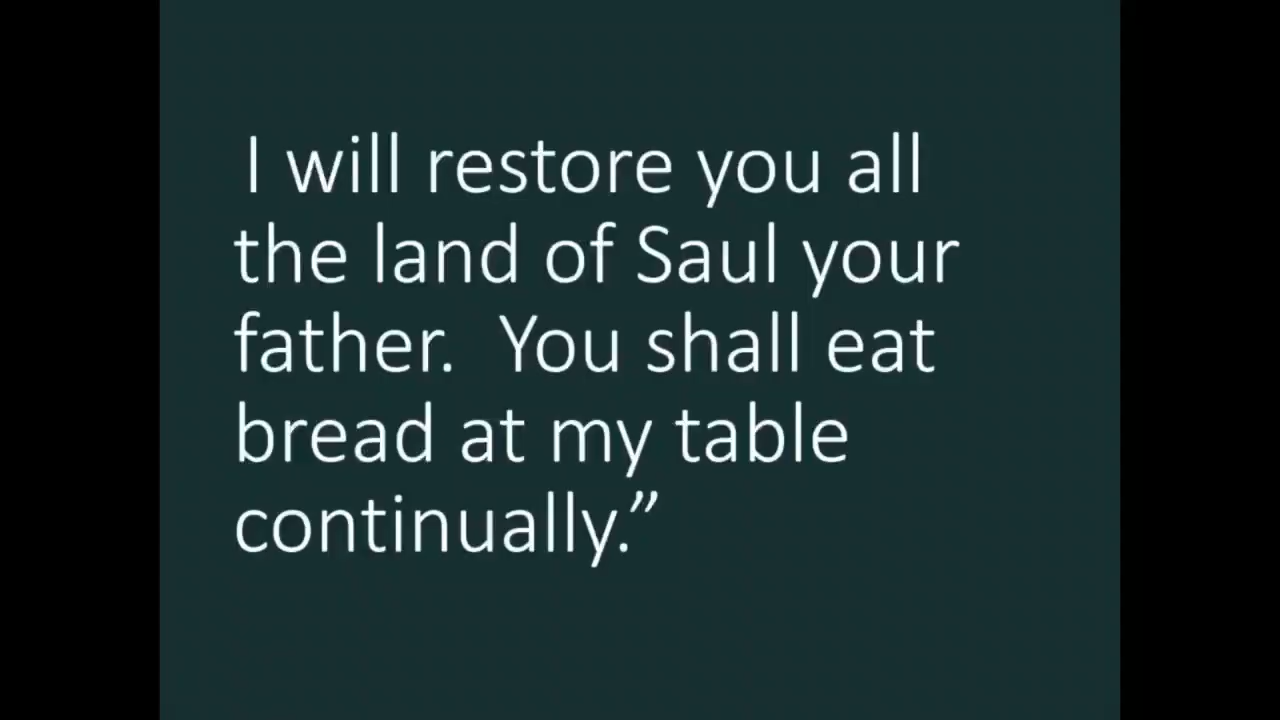 I will restore you all
the land of Saul your
father.  You shall eat
bread at my table
continually.”